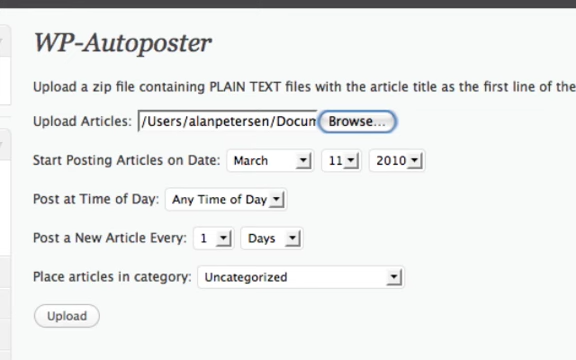 WP-Autoposter
Upload a zip file containing PLAIN TEXT files with the article title as the first line of the
Upload Articles: /Users/alanpetersen/Docum Browse...
Start Posting Articles on Date: March 11 2010
Post at Time of Day: Any Time of Day
Post a New Article Every: 1 Days
Place articles in category: Uncategorized
Upload